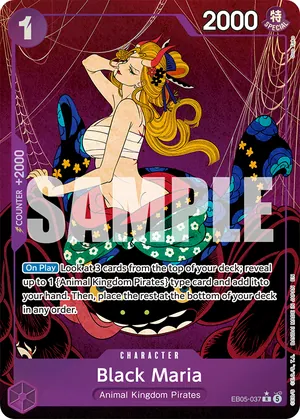 1
2000
特
SPECIAL
COUNTER +2000
SAMPLE
On Play Look at 3 cards from the top of your deck; reveal
up to 1 {Animal Kingdom Pirates} type card and add it to
your hand. Then, place the rest at the bottom of your deck
in any order.
CHARACTER
Black Maria
Animal Kingdom Pirates
EB05-037 R 5